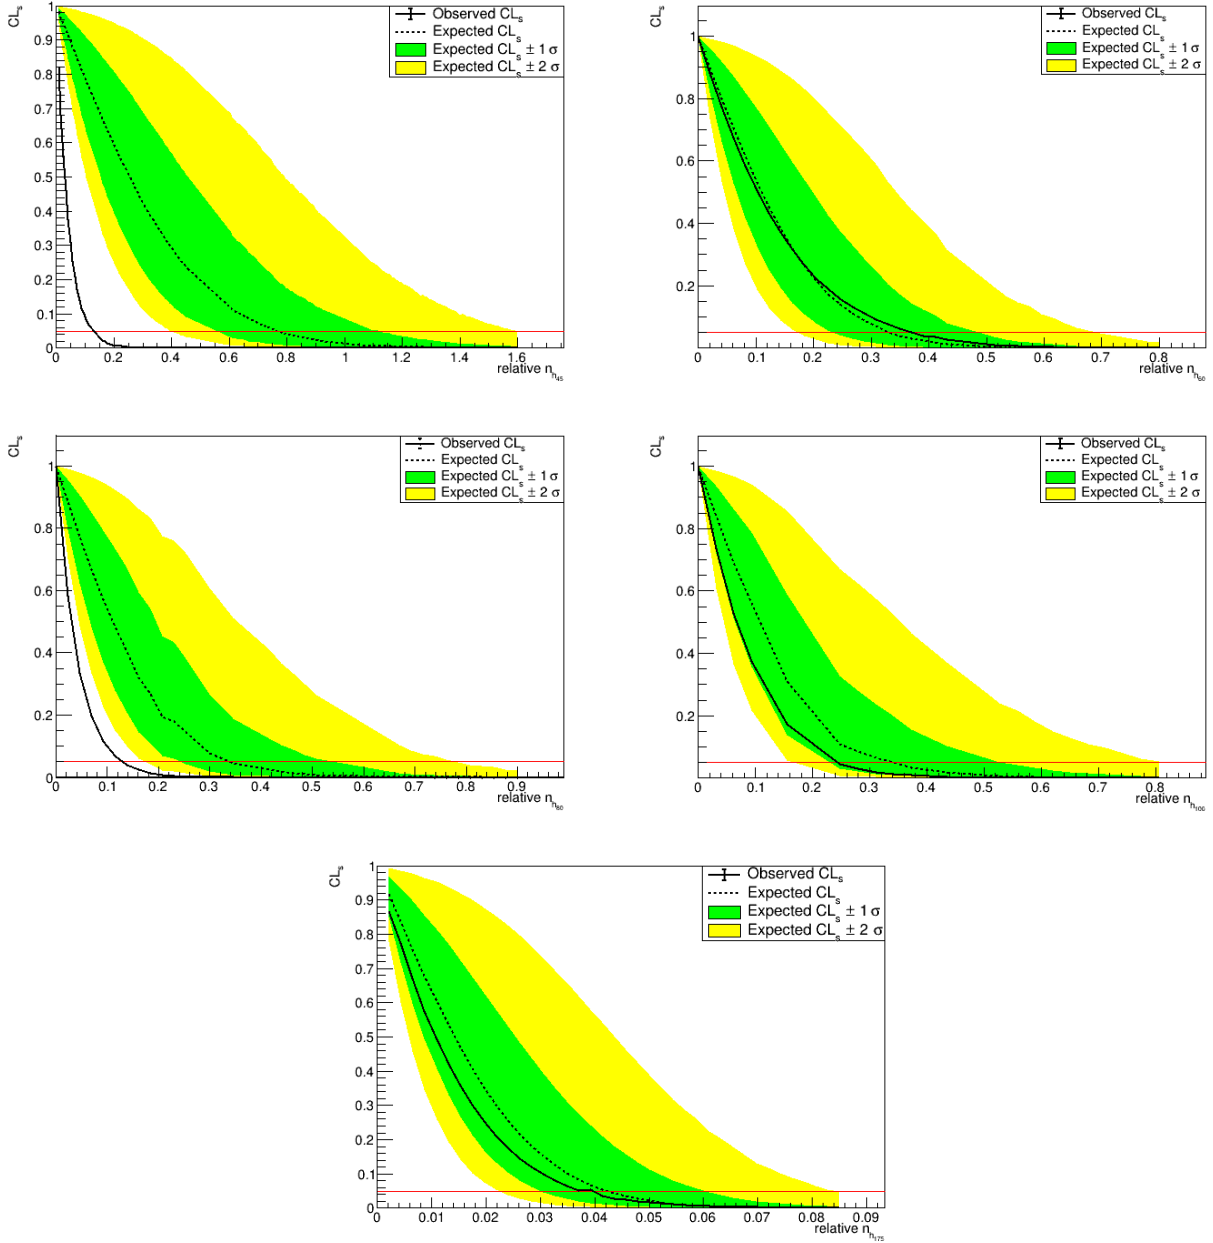 CLs
1
0.9
0.8
0.7
0.6
0.5
0.4
0.3
0.2
0.1
0
0 0.2 0.4 0.6 0.8 1 1.2 1.4 1.6
relative nh45
Observed CLs
Expected CLs
Expected CLs ± 1 σ
Expected CLs ± 2 σ
CLs
1
0.8
0.6
0.4
0.2
0
0 0.1 0.2 0.3 0.4 0.5 0.6 0.7 0.8
relative nh60
Observed CLs
Expected CLs
Expected CLs ± 1 σ
Expected CLs ± 2 σ
CLs
1
0.8
0.6
0.4
0.2
0
0 0.1 0.2 0.3 0.4 0.5 0.6 0.7 0.8 0.9
relative nh80
Observed CLs
Expected CLs
Expected CLs ± 1 σ
Expected CLs ± 2 σ
CLs
1
0.8
0.6
0.4
0.2
0 0.1 0.2 0.3 0.4 0.5 0.6 0.7 0.8
relative nh100
Observed CLs
Expected CLs
Expected CLs ± 1 σ
Expected CLs ± 2 σ
CLs
1
0.9
0.8
0.7
0.6
0.5
0.4
0.3
0.2
0.1
0
0 0.01 0.02 0.03 0.04 0.05 0.06 0.07 0.08 0.09
relative nh175
Observed CLs
Expected CLs
Expected CLs ± 1 σ
Expected CLs ± 2 σ